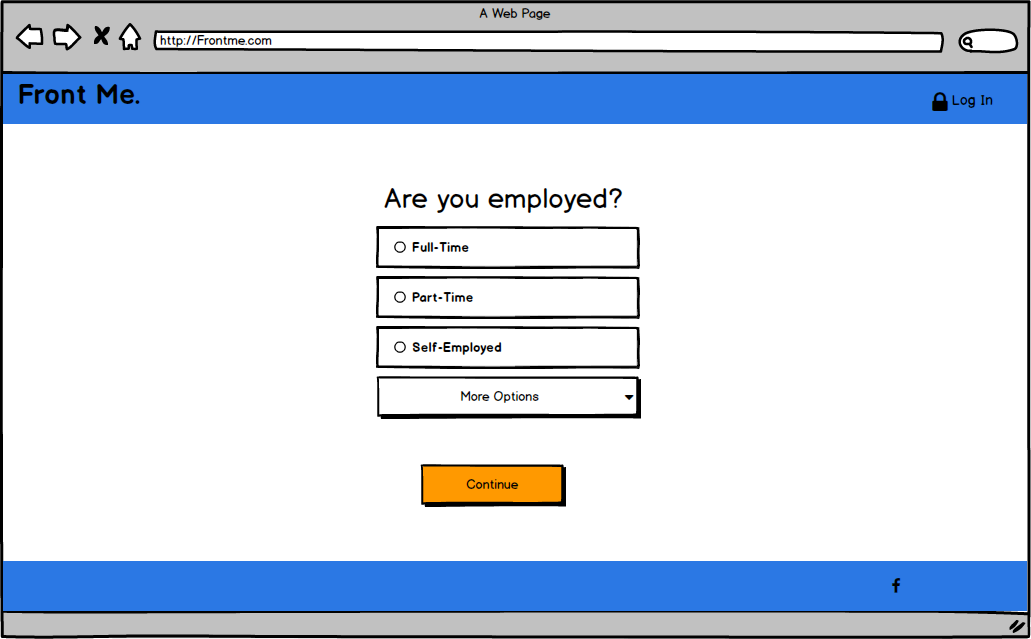 A Web Page
http://Frontme.com
Front Me.
Log In
Are you employed?
Full-Time
Part-Time
Self-Employed
More Options
Continue
f